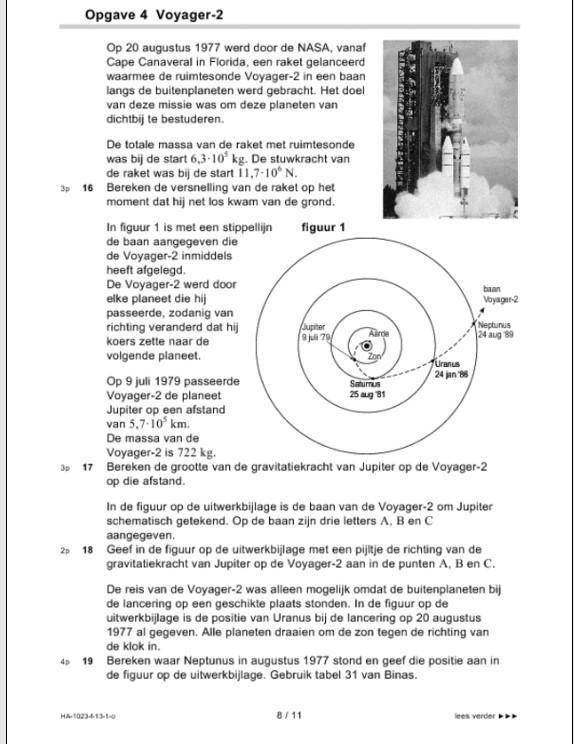 Opgave 4 Voyager-2
Op 20 augustus 1977 werd door de NASA, vanaf
Cape Canaveral in Florida, een raket gelanceerd
waarmee de ruimtesonde Voyager-2 in een baan
langs de buitenplaneten werd gebracht. Het doel
van deze missie was om deze planeten van
dichtbij te bestuderen.
De totale massa van de raket met ruimtesonde
was bij de start 6,3·10⁵ kg. De stuwkracht van
de raket was bij de start 11,7·10⁶ N.
3p 16 Bereken de versnelling van de raket op het
moment dat hij net los kwam van de grond.
In figuur 1 is met een stippellijn
de baan aangegeven die
de Voyager-2 inmiddels
heeft afgelegd.
De Voyager-2 werd door
elke planeet die hij
passeerde, zodanig van
richting veranderd dat hij
koers zette naar de
volgende planeet.
Op 9 juli 1979 passeerde
Voyager-2 de planeet
Jupiter op een afstand
van 5,7·10⁵ km.
De massa van de
Voyager-2 is 722 kg.
figuur 1
baan
Voyager-2
Jupiter
9 juli '79
Aarde
Zon
Neptunus
24 aug '89
Uranus
24 jan '86
Saturnus
25 aug '81
3p 17 Bereken de grootte van de gravitatiekracht van Jupiter op de Voyager-2
op die afstand.
In de figuur op de uitwerkbijlage is de baan van de Voyager-2 om Jupiter
schematisch getekend. Op de baan zijn drie letters A, B en C
aangegeven.
2p 18 Geef in de figuur op de uitwerkbijlage met een pijltje de richting van de
gravitatiekracht van Jupiter op de Voyager-2 aan in de punten A, B en C.
De reis van de Voyager-2 was alleen mogelijk omdat de buitenplaneten bij
de lancering op een geschikte plaats stonden. In de figuur op de
uitwerkbijlage is de positie van Uranus bij de lancering op 20 augustus
1977 al gegeven. Alle planeten draaien om de zon tegen de richting van
de klok in.
4p 19 Bereken waar Neptunus in augustus 1977 stond en geef die positie aan in
de figuur op de uitwerkbijlage. Gebruik tabel 31 van Binas.
HA-1023-f-13-1-o
8 / 11
lees verder ►►►